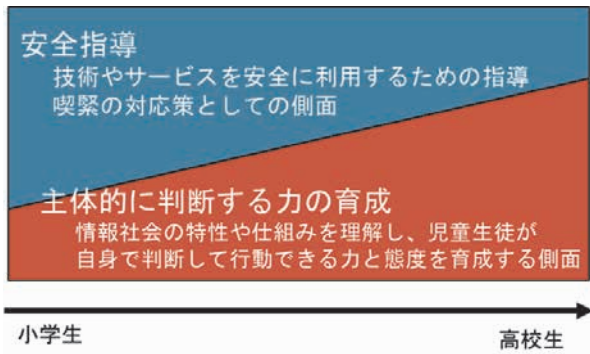 安全指導
技術やサービスを安全に利用するための指導
喫緊の対応策としての側面
主体的に判断する力の育成
情報社会の特性や仕組みを理解し、児童生徒が
自身で判断して行動できる力と態度を育成する側面
小学生
高校生